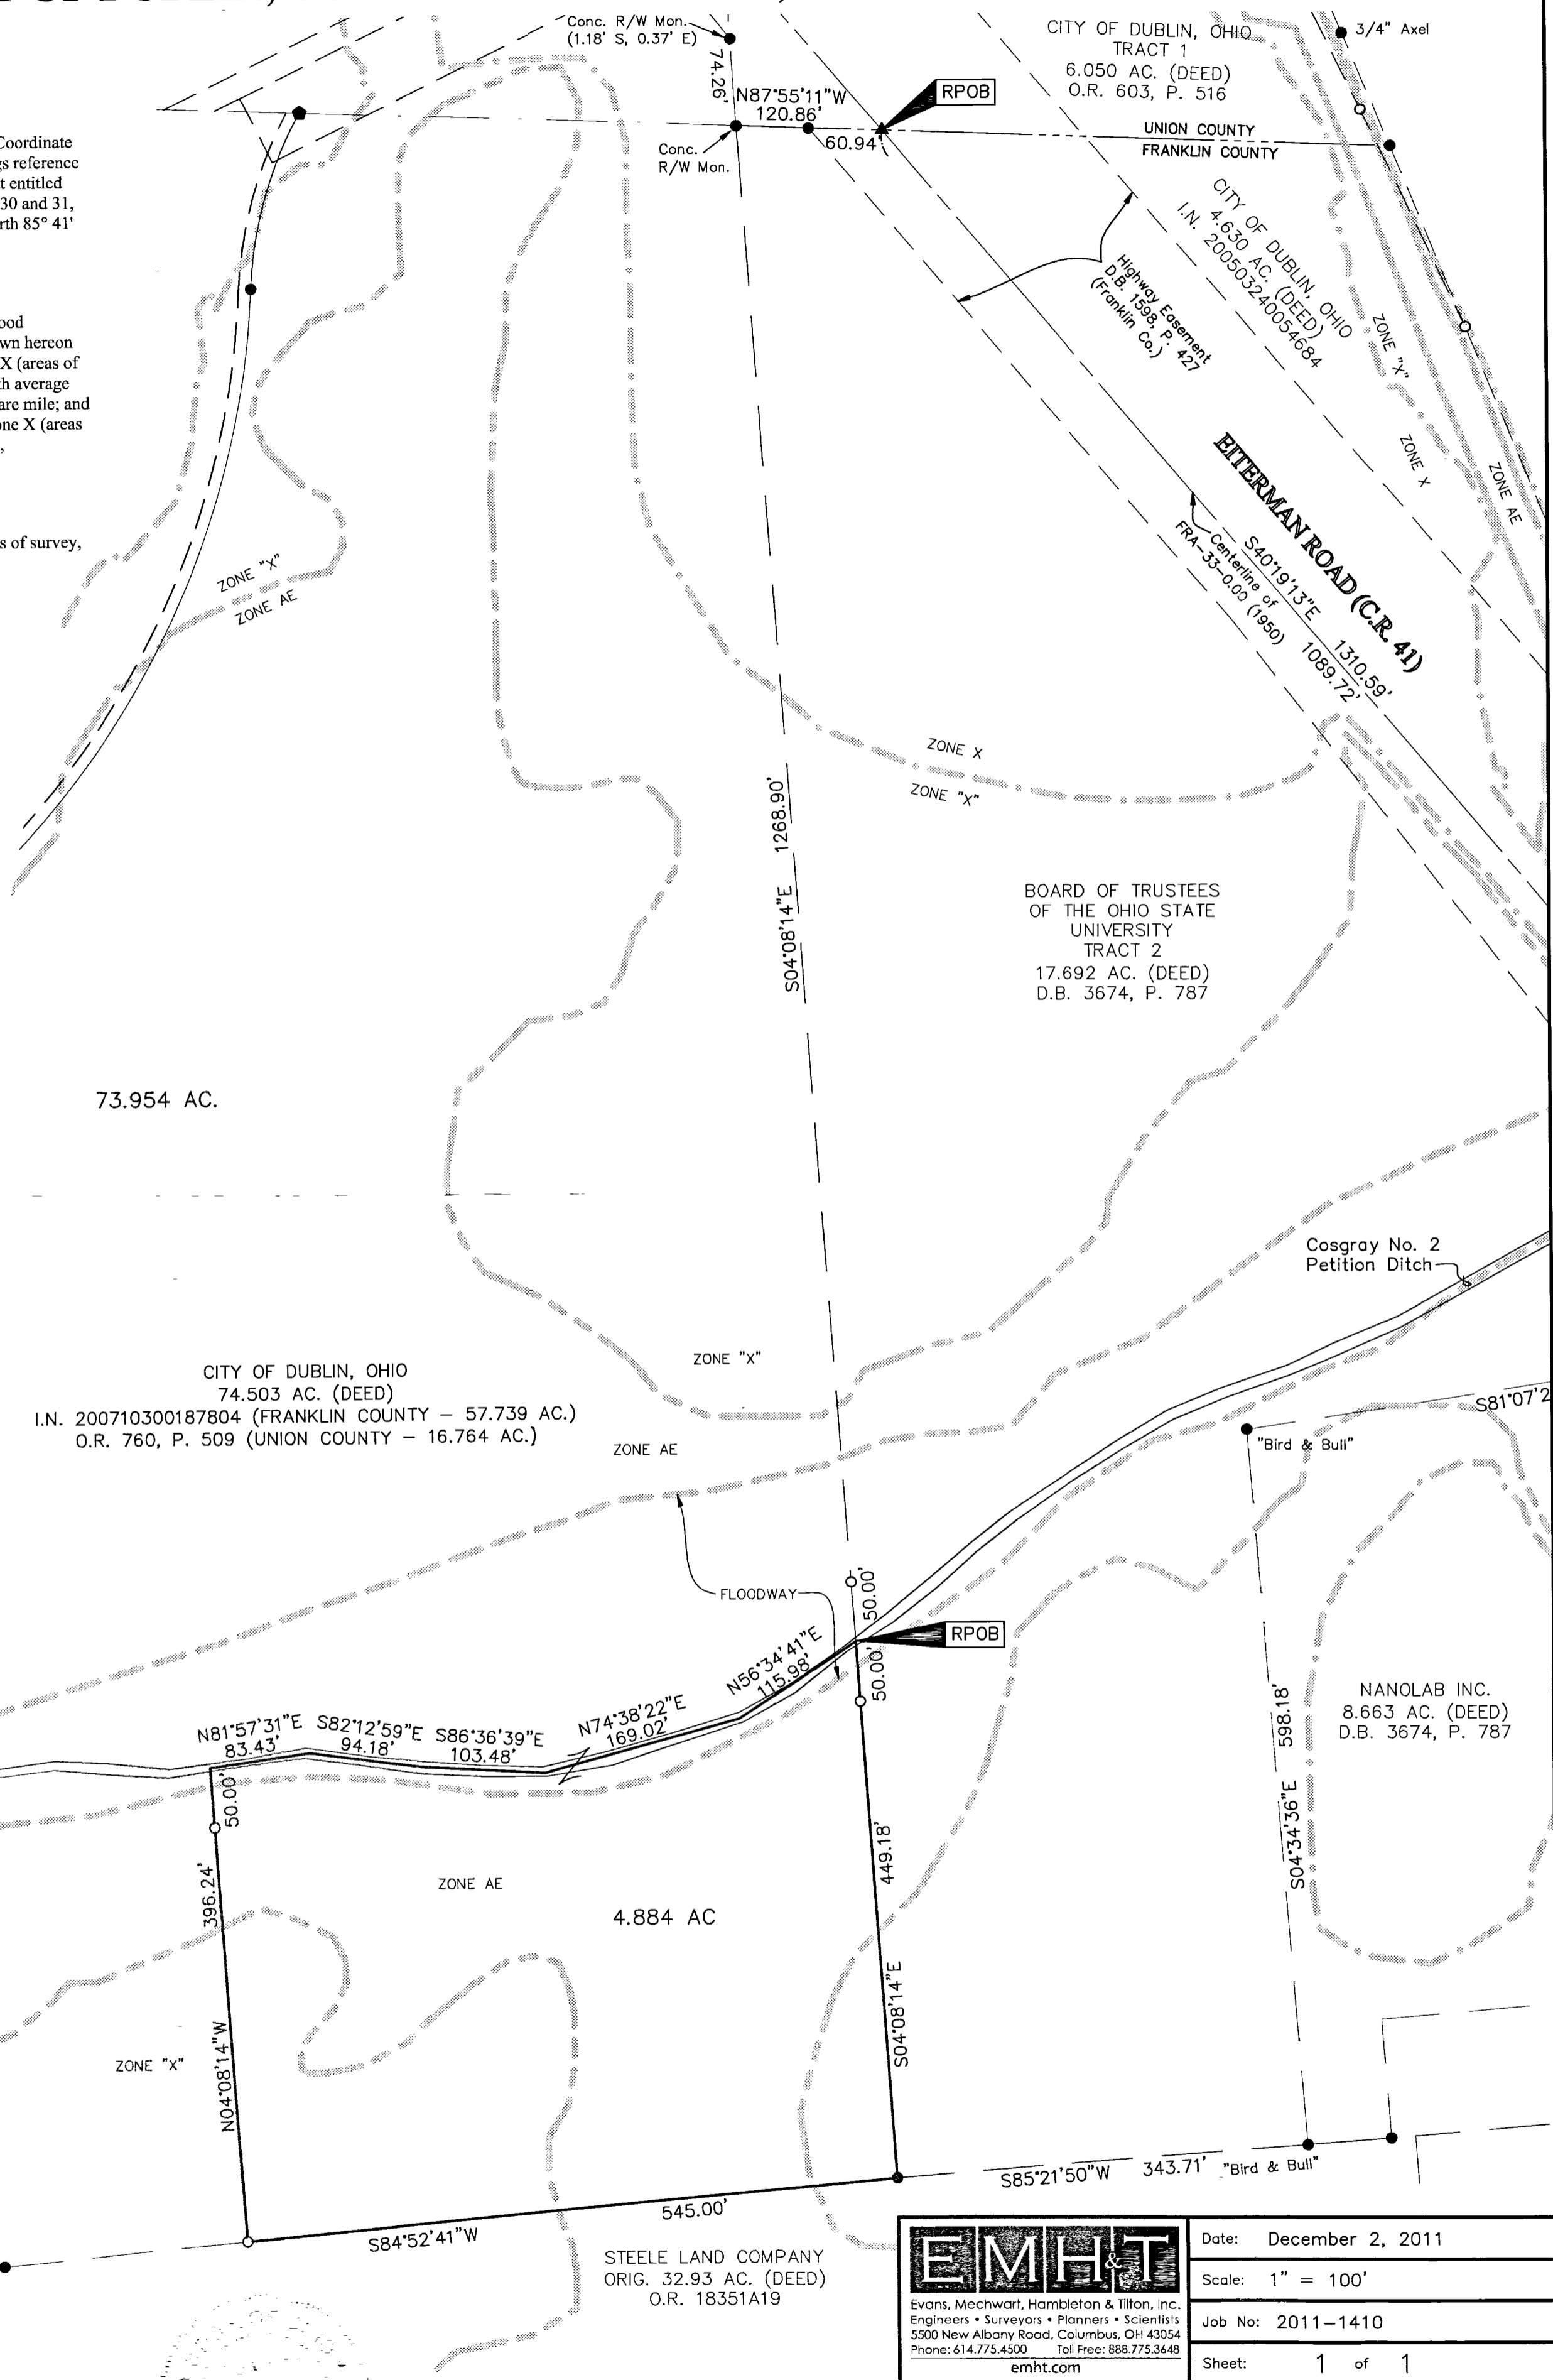 Conc. R/W Mon.
(1.18' S, 0.37' E)
74.26'
N87°55'11"W
120.86'
RPOB
60.94'
Conc.
R/W Mon.
CITY OF DUBLIN, OHIO
TRACT 1
6.050 AC. (DEED)
O.R. 603, P. 516
3/4" Axel
UNION COUNTY
FRANKLIN COUNTY
Coordinate
gs reference
t entitled
30 and 31,
rth 85° 41'
ood
wn hereon
X (areas of
th average
are mile; and
one X (areas
,
s of survey,
CITY OF DUBLIN, OHIO
4.630 AC. (DEED)
I.N. 200503240054684
Highway Easement
D.B. 1598, P. 427
(Franklin Co.)
ZONE "X"
ZONE X
ZONE AE
EITERMAN ROAD (C.R. 41)
S40°19'13"E 1310.59'
Centerline of
FRA-33-0.00 (1950)
1089.72'
ZONE "X"
ZONE AE
ZONE X
ZONE "X"
S04°08'14"E 1268.90'
BOARD OF TRUSTEES
OF THE OHIO STATE
UNIVERSITY
TRACT 2
17.692 AC. (DEED)
D.B. 3674, P. 787
73.954 AC.
Cosgray No. 2
Petition Ditch
CITY OF DUBLIN, OHIO
74.503 AC. (DEED)
I.N. 200710300187804 (FRANKLIN COUNTY – 57.739 AC.)
O.R. 760, P. 509 (UNION COUNTY – 16.764 AC.)
ZONE "X"
ZONE AE
S81°07'2
"Bird & Bull"
FLOODWAY
50.00'
RPOB
50.00'
N81°57'31"E
83.43'
S82°12'59"E
94.18'
S86°36'39"E
103.48'
N74°38'22"E
169.02'
N56°34'41"E
115.98'
NANOLAB INC.
8.663 AC. (DEED)
D.B. 3674, P. 787
S04°34'36"E 598.18'
50.00'
396.24'
N04°08'14"W
ZONE AE
4.884 AC
449.18'
S04°08'14"E
ZONE "X"
S85°21'50"W 343.71' "Bird & Bull"
545.00'
S84°52'41"W
STEELE LAND COMPANY
ORIG. 32.93 AC. (DEED)
O.R. 18351A19
EMH&T
Evans, Mechwart, Hambleton & Tilton, Inc.
Engineers • Surveyors • Planners • Scientists
5500 New Albany Road, Columbus, OH 43054
Phone: 614.775.4500 Toll Free: 888.775.3648
emht.com
Date: December 2, 2011
Scale: 1" = 100'
Job No: 2011-1410
Sheet: 1 of 1